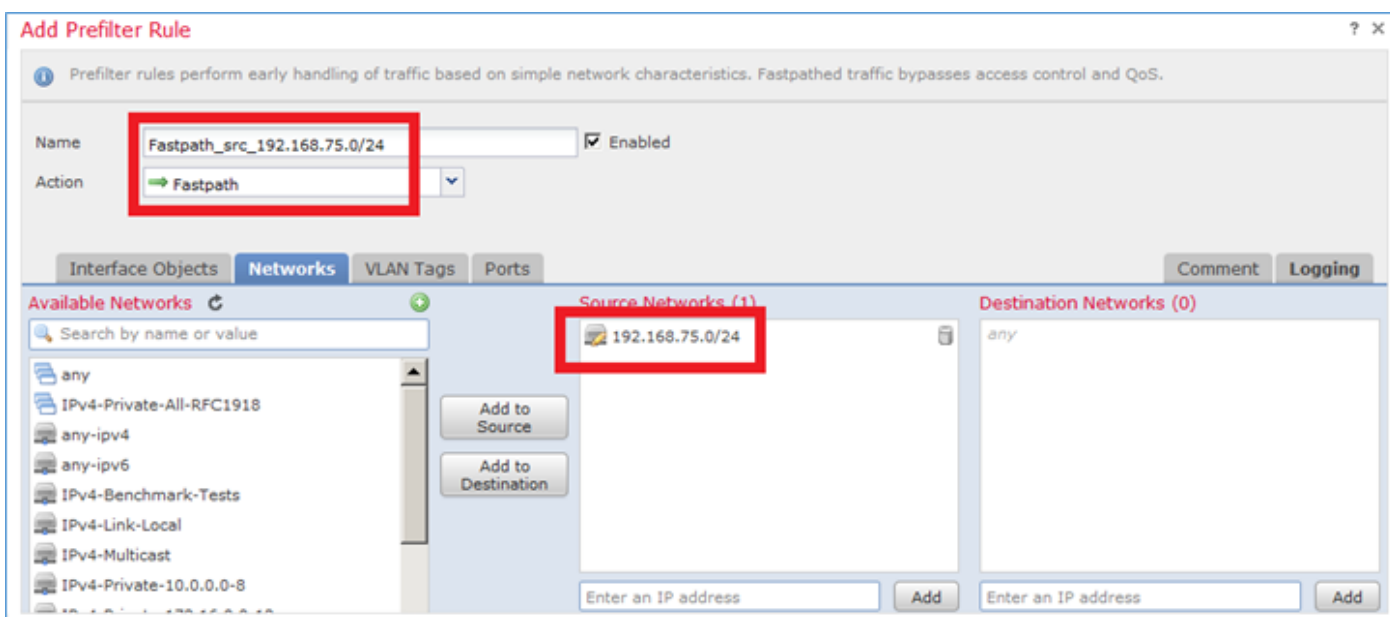 Add Prefilter Rule
? X
Prefilter rules perform early handling of traffic based on simple network characteristics. Fastpathed traffic bypasses access control and QoS.
Name Fastpath_src_192.168.75.0/24 Enabled
Action Fastpath
Interface Objects Networks VLAN Tags Ports Comment Logging
Available Networks Source Networks (1) Destination Networks (0)
Search by name or value 192.168.75.0/24 any
any
IPv4-Private-All-RFC1918
any-ipv4
any-ipv6
IPv4-Benchmark-Tests
IPv4-Link-Local
IPv4-Multicast
IPv4-Private-10.0.0.0-8
Add to
Source
Add to
Destination
Enter an IP address Add Enter an IP address Add